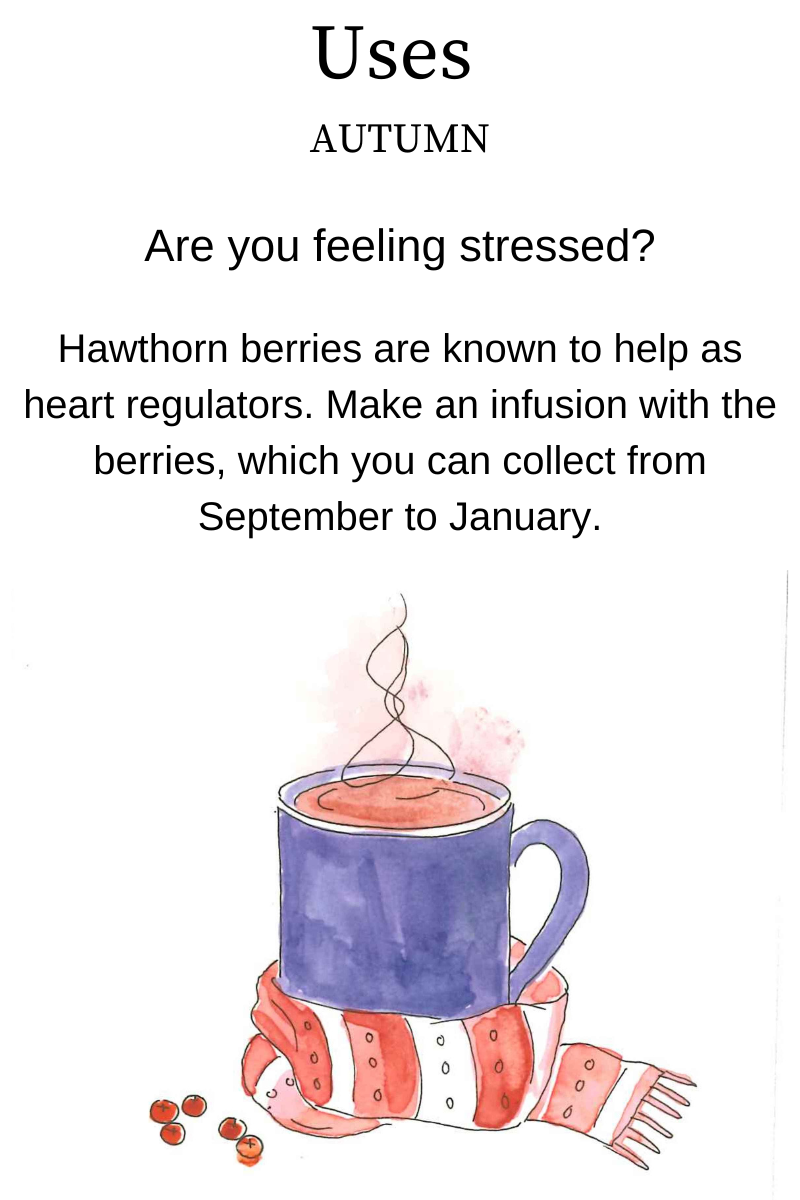 Uses
AUTUMN
Are you feeling stressed?
Hawthorn berries are known to help as
heart regulators. Make an infusion with the
berries, which you can collect from
September to January.